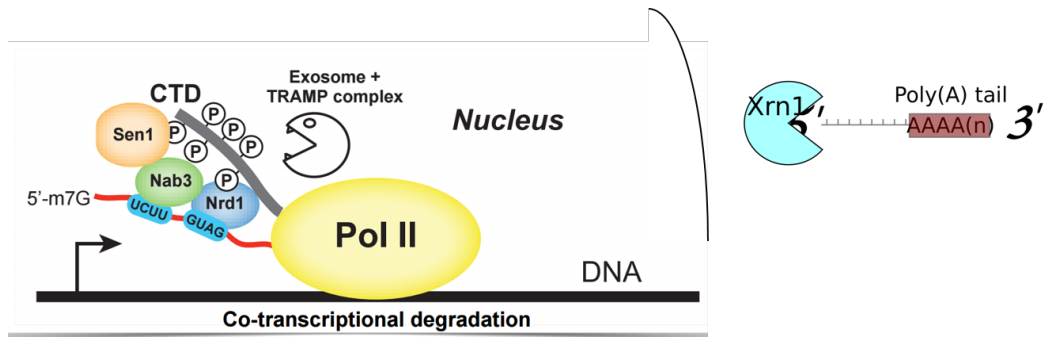 Exosome +
TRAMP complex
CTD
Nucleus
P
P
P
P
P
P
P
Sen1
Nab3
Nrd1
5'-m7G
UCUU
GUAG
Pol II
DNA
Co-transcriptional degradation
Xrn1
5'
Poly(A) tail
AAAA(n)
3'